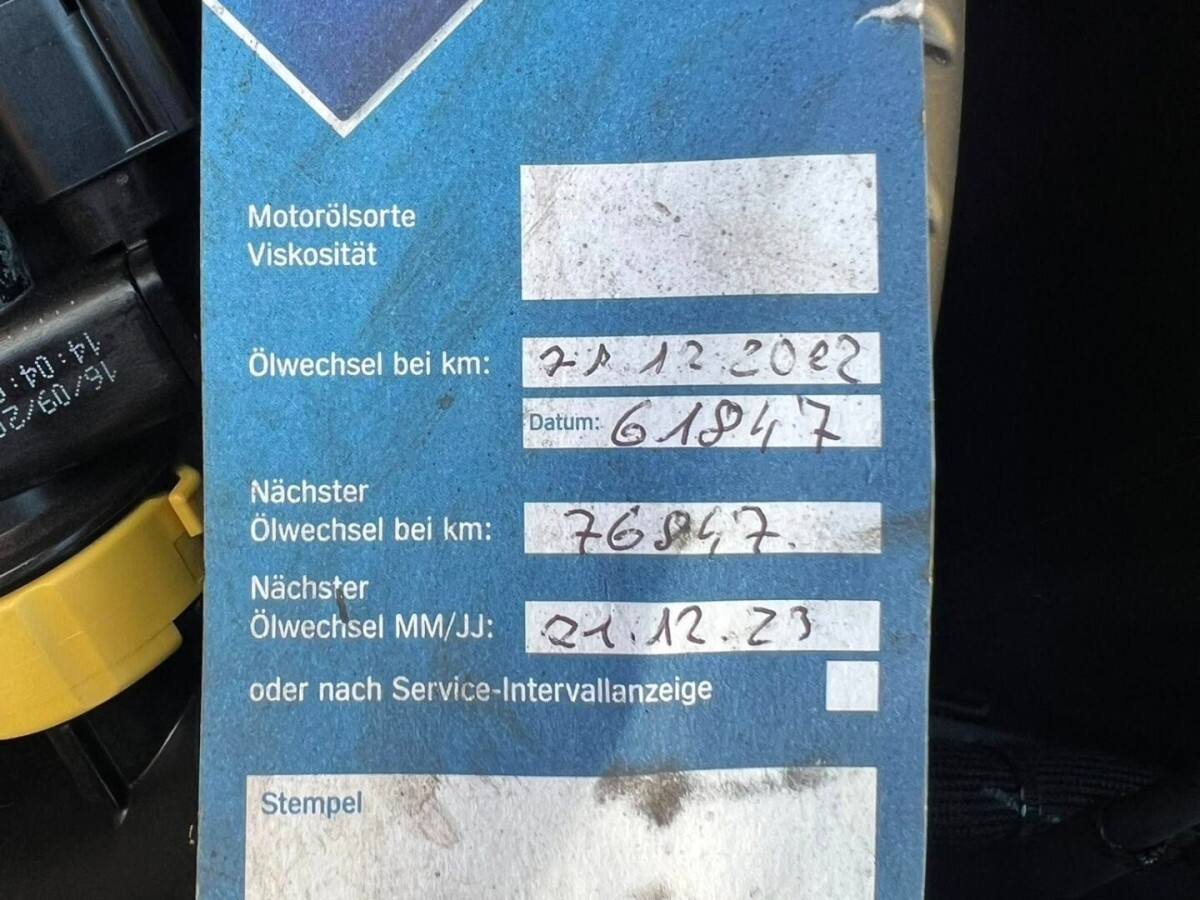 Motorölsorte
Viskosität
Ölwechsel bei km: 21.12.2022
Datum: 61847
Nächster
Ölwechsel bei km: 76847.
Nächster
Ölwechsel MM/JJ: 21.12.23
oder nach Service-Intervallanzeige
Stempel
14:04:
16/09/2